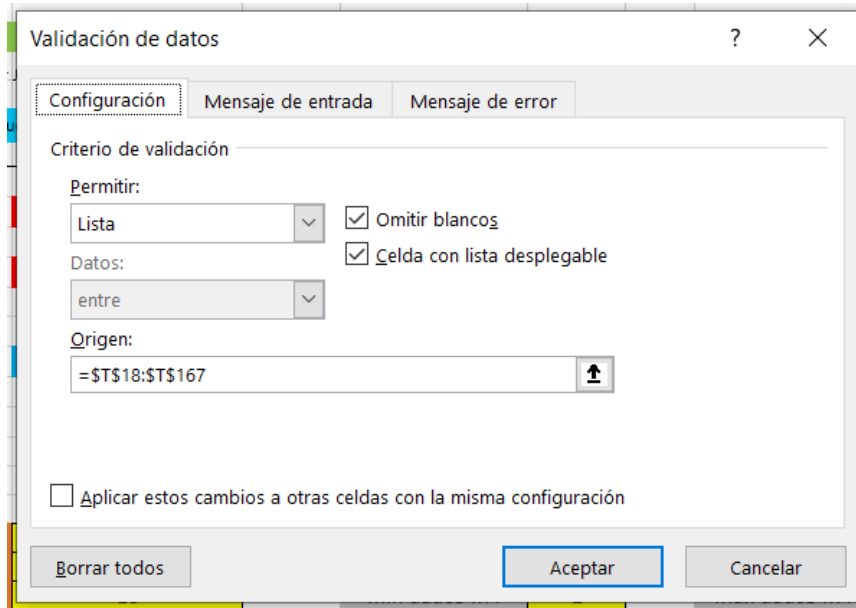 Validación de datos ?
Configuración Mensaje de entrada Mensaje de error
Criterio de validación
Permitir:
Lista
Omitir blancos
Celda con lista desplegable
Datos:
entre
Origen:
=$T$18:$T$167
Aplicar estos cambios a otras celdas con la misma configuración
Borrar todos Aceptar Cancelar